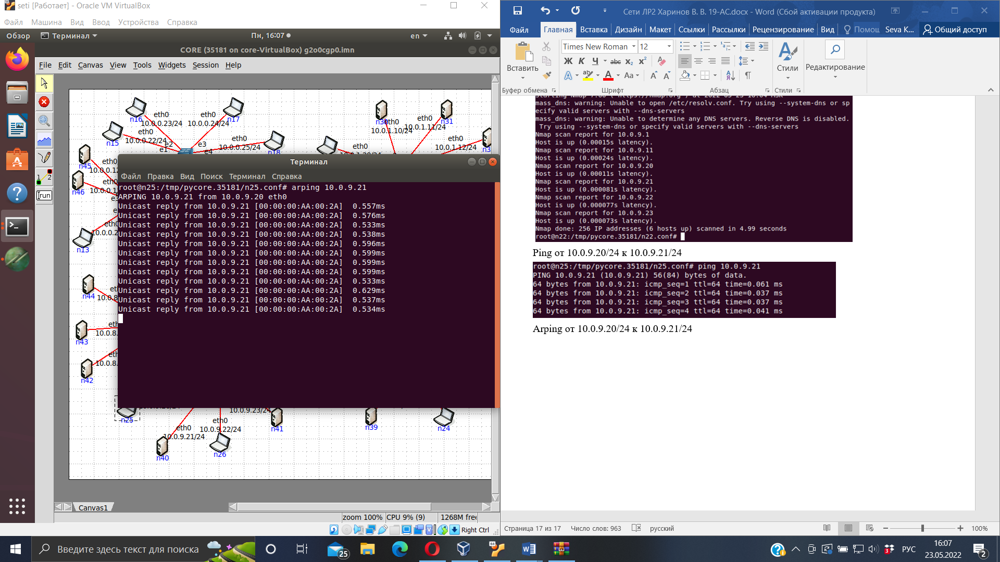 seti [Работает] - Oracle VM VirtualBox
Файл Машина Вид Ввод Устройства Справка
Обзор Терминал Пн, 16:07 en
CORE (35181 on core-VirtualBox) g2o0cgp0.imn
File Edit Canvas View Tools Widgets Session Help
n16 eth0 10.0.0.23/24
eth0 10.0.0.24/24 n17
n15 eth0 10.0.0.22/24
e2
e1
e3
e4
eth0 10.0.0.25/24 n18
n30 eth0 10.0.1.10/24
eth0 10.0.1.11/24 n31
eth0 10.0.1.12/24
eth0
n45 eth0
n46
n13
n44
n43
n42
run
Терминал
Файл Правка Вид Поиск Терминал Справка
root@n25:/tmp/pycore.35181/n25.conf# arping 10.0.9.21
ARPING 10.0.9.21 from 10.0.9.20 eth0
Unicast reply from 10.0.9.21 [00:00:00:AA:00:2A] 0.557ms
Unicast reply from 10.0.9.21 [00:00:00:AA:00:2A] 0.576ms
Unicast reply from 10.0.9.21 [00:00:00:AA:00:2A] 0.533ms
Unicast reply from 10.0.9.21 [00:00:00:AA:00:2A] 0.538ms
Unicast reply from 10.0.9.21 [00:00:00:AA:00:2A] 0.596ms
Unicast reply from 10.0.9.21 [00:00:00:AA:00:2A] 0.599ms
Unicast reply from 10.0.9.21 [00:00:00:AA:00:2A] 0.599ms
Unicast reply from 10.0.9.21 [00:00:00:AA:00:2A] 0.599ms
Unicast reply from 10.0.9.21 [00:00:00:AA:00:2A] 0.533ms
Unicast reply from 10.0.9.21 [00:00:00:AA:00:2A] 0.629ms
Unicast reply from 10.0.9.21 [00:00:00:AA:00:2A] 0.537ms
Unicast reply from 10.0.9.21 [00:00:00:AA:00:2A] 0.534ms
n25
10.0.9.23/24
n41
eth0
10.0.9.21/24
n40
eth0
10.0.9.22/24
n26
n39
n24
Canvas1
zoom 100% CPU 9% (9) 1268M free
Right Ctrl
Сети ЛР2 Харинов В. В. 19-АС.docx - Word (Сбой активации продукта)
Файл Главная Вставка Дизайн Макет Ссылки Рассылки Рецензирование Вид Помощ Seva K... Общий доступ
Вставить
Times New Roman 12
Ж К Ч abc x₂ x²
Aa
Стили
Редактирование
Буфер обмена Шрифт Абзац Стили
Starting Nmap 7.60 ( https://nmap.org ) at 2022-05-23 16:04 MSK
mass_dns: warning: Unable to open /etc/resolv.conf. Try using --system-dns or sp
ecify valid servers with --dns-servers
mass_dns: warning: Unable to determine any DNS servers. Reverse DNS is disabled.
Try using --system-dns or specify valid servers with --dns-servers
Nmap scan report for 10.0.9.1
Host is up (0.00015s latency).
Nmap scan report for 10.0.9.11
Host is up (0.00024s latency).
Nmap scan report for 10.0.9.20
Host is up (0.00011s latency).
Nmap scan report for 10.0.9.21
Host is up (0.000081s latency).
Nmap scan report for 10.0.9.22
Host is up (0.000077s latency).
Nmap scan report for 10.0.9.23
Host is up (0.000073s latency).
Nmap done: 256 IP addresses (6 hosts up) scanned in 4.99 seconds
root@n22:/tmp/pycore.35181/n22.conf#
Ping от 10.0.9.20/24 к 10.0.9.21/24
root@n25:/tmp/pycore.35181/n25.conf# ping 10.0.9.21
PING 10.0.9.21 (10.0.9.21) 56(84) bytes of data.
64 bytes from 10.0.9.21: icmp_seq=1 ttl=64 time=0.061 ms
64 bytes from 10.0.9.21: icmp_seq=2 ttl=64 time=0.037 ms
64 bytes from 10.0.9.21: icmp_seq=3 ttl=64 time=0.037 ms
64 bytes from 10.0.9.21: icmp_seq=4 ttl=64 time=0.041 ms
Arping от 10.0.9.20/24 к 10.0.9.21/24
Страница 17 из 17 Число слов: 963 русский 100%
Введите здесь текст для поиска
25
64
3
РУС
16:07
23.05.2022
2